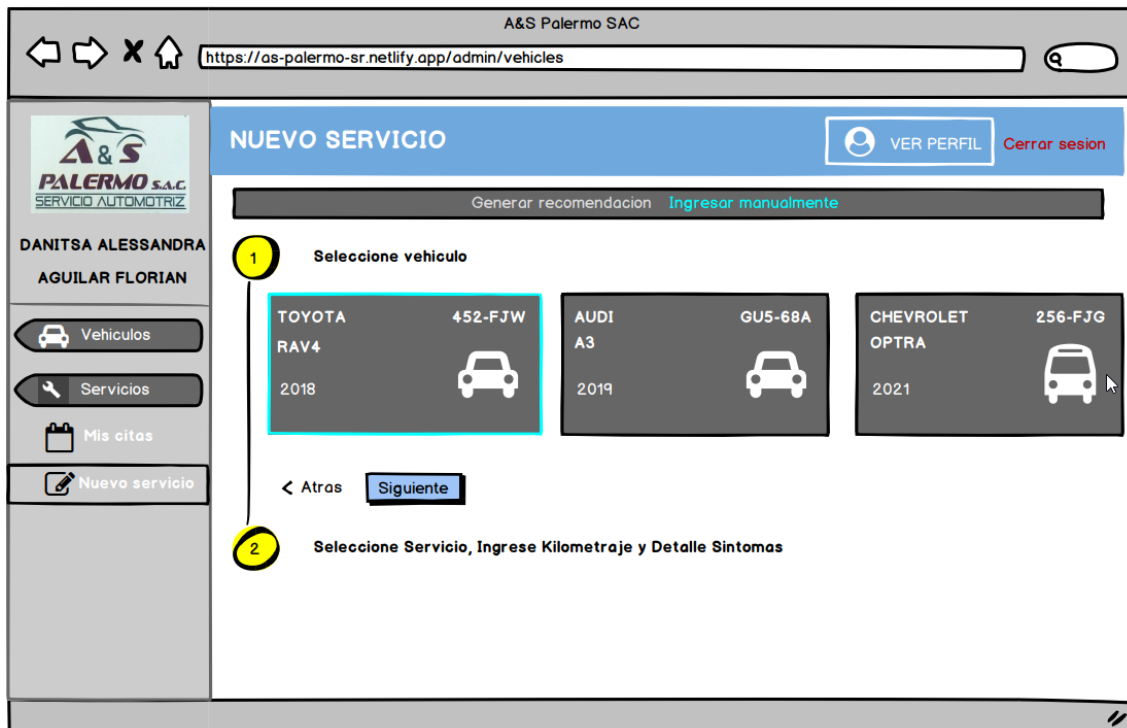 A&S Palermo SAC
https://as-palermo-sr.netlify.app/admin/vehicles
A & S
PALERMO S.A.C.
SERVICIO AUTOMOTRIZ
DANITSA ALESSANDRA
AGUILAR FLORIAN
Vehiculos
Servicios
Mis citas
Nuevo servicio
NUEVO SERVICIO
VER PERFIL
Cerrar sesion
Generar recomendacion Ingresar manualmente
1 Seleccione vehiculo
TOYOTA 452-FJW
RAV4
2018
AUDI GU5-68A
A3
2019
CHEVROLET 256-FJG
OPTRA
2021
Atras Siguiente
2 Seleccione Servicio, Ingrese Kilometraje y Detalle Sintomas